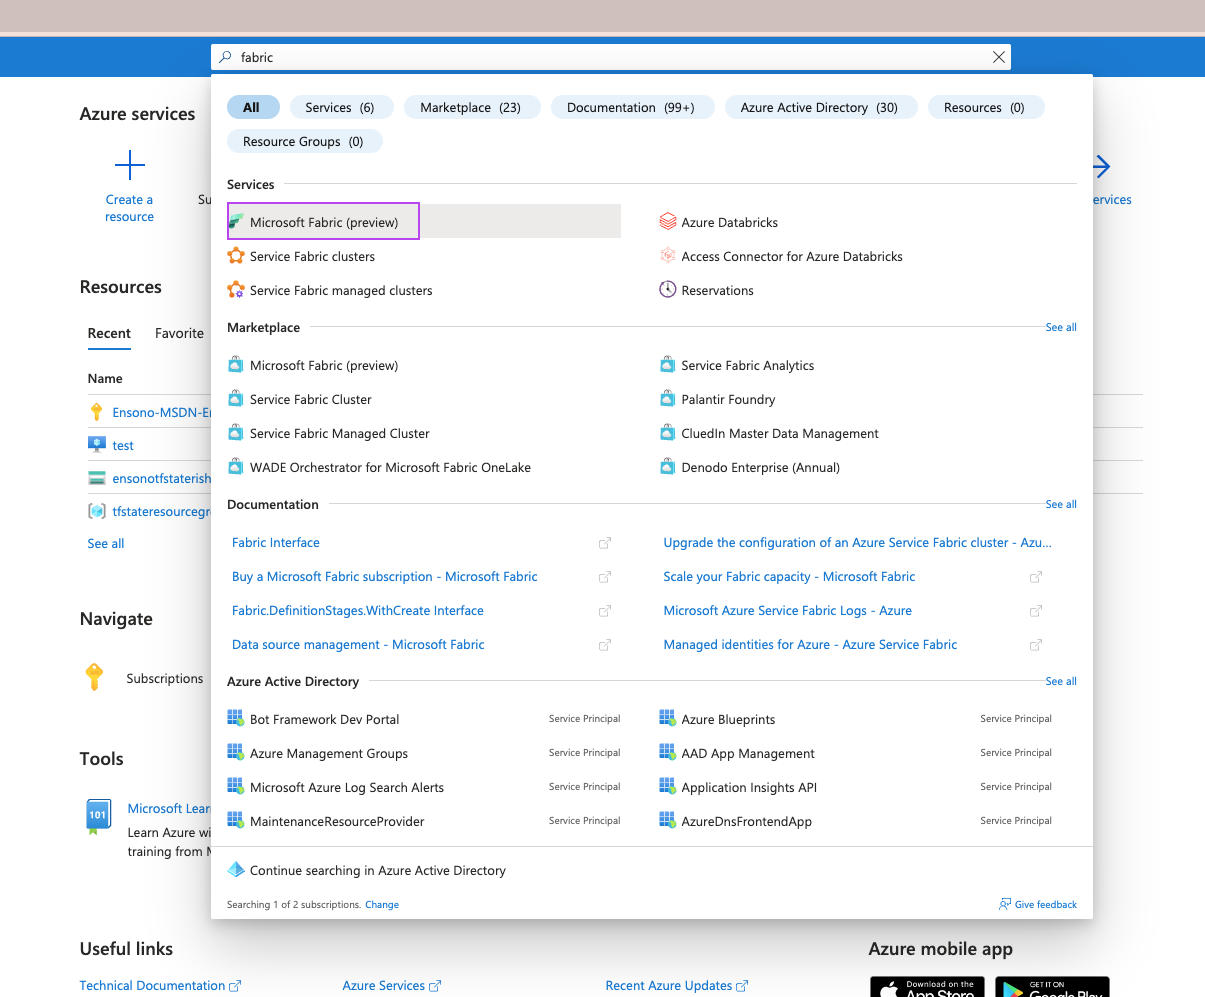 fabric
All
Services (6)
Marketplace (23)
Documentation (99+)
Azure Active Directory (30)
Resources (0)
Resource Groups (0)
Azure services
Create a
resource
Su
ervices
Services
Microsoft Fabric (preview)
Azure Databricks
Service Fabric clusters
Access Connector for Azure Databricks
Service Fabric managed clusters
Reservations
Marketplace
See all
Microsoft Fabric (preview)
Service Fabric Analytics
Service Fabric Cluster
Palantir Foundry
Service Fabric Managed Cluster
CluedIn Master Data Management
WADE Orchestrator for Microsoft Fabric OneLake
Denodo Enterprise (Annual)
Documentation
See all
Fabric Interface
Upgrade the configuration of an Azure Service Fabric cluster - Azu...
Buy a Microsoft Fabric subscription - Microsoft Fabric
Scale your Fabric capacity - Microsoft Fabric
Fabric.DefinitionStages.WithCreate Interface
Microsoft Azure Service Fabric Logs - Azure
Data source management - Microsoft Fabric
Managed identities for Azure - Azure Service Fabric
Azure Active Directory
See all
Bot Framework Dev Portal
Service Principal
Azure Blueprints
Service Principal
Azure Management Groups
Service Principal
AAD App Management
Service Principal
Microsoft Azure Log Search Alerts
Service Principal
Application Insights API
Service Principal
MaintenanceResourceProvider
Service Principal
AzureDnsFrontendApp
Service Principal
Continue searching in Azure Active Directory
Searching 1 of 2 subscriptions. Change
Give feedback
Resources
Recent
Favorite
Name
Ensono-MSDN-En
test
ensonotfstaterish
tfstateresourcegr
See all
Navigate
Subscriptions
Tools
101
Microsoft Lear
Learn Azure wi
training from M
Useful links
Technical Documentation
Azure Services
Recent Azure Updates
Azure mobile app
Download on the
App Store
GET IT ON
Google Play